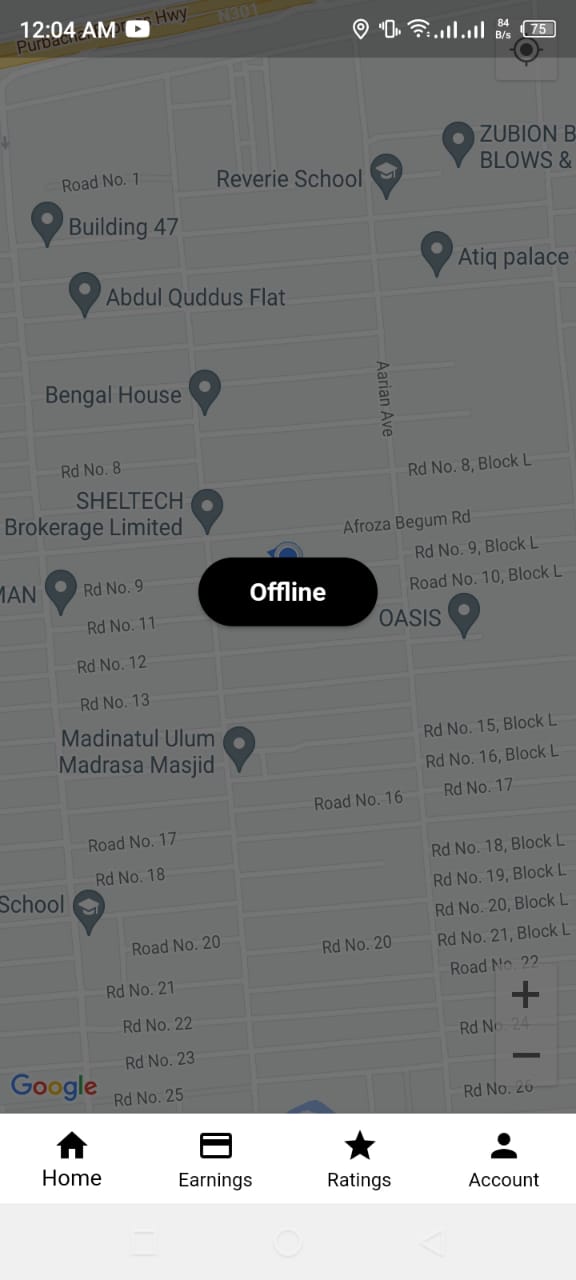 12:04 AM
84
B/s
75
N301
Hwy
ZUBION B
BLOWS &
Road No. 1
Reverie School
Building 47
Atiq palace
Abdul Quddus Flat
Bengal House
Aarian Ave
Rd No. 8
Rd No. 8, Block L
SHELTECH
Brokerage Limited
Afroza Begum Rd
Rd No. 9, Block L
Offline
MAN
Rd No. 9
Road No. 10, Block L
OASIS
Rd No. 11
Rd No. 12
Rd No. 13
Madinatul Ulum
Madrasa Masjid
Rd No. 15, Block L
Rd No. 16, Block L
Rd No. 17
Road No. 16
Road No. 17
Rd No. 18, Block L
Rd No. 18
Rd No. 19, Block L
School
Rd No. 20, Block L
Road No. 20
Rd No. 20
Rd No. 21, Block L
Road No. 22
Rd No. 21
Rd No. 22
Rd No. 24
Rd No. 23
Google
Rd No. 25
Rd No. 26
Home
Earnings
Ratings
Account